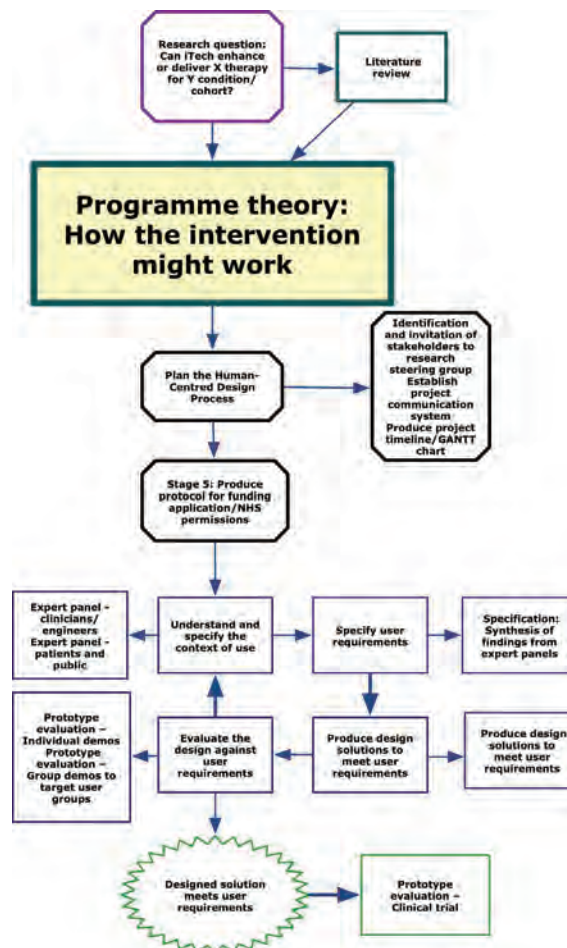 Research question:
Can iTech enhance
or deliver X therapy
for Y condition/
cohort?
Literature
review
Programme theory:
How the intervention
might work
Identification
and invitation of
stakeholders to
research
steering group
Establish
project
communication
system
Produce project
timeline/GANTT
chart
Plan the Human-
Centred Design
Process
Stage 5: Produce
protocol for funding
application/NHS
permissions
Expert panel -
clinicians/
engineers
Expert panel -
patients and
public
Understand and
specify the
context of use
Specify user
requirements
Specification:
Synthesis of
findings from
expert panels
Prototype
evaluation –
Individual demos
Prototype
evaluation –
Group demos to
target user
groups
Evaluate the
design against
user
requirements
Produce design
solutions to
meet user
requirements
Produce design
solutions to
meet user
requirements
Designed solution
meets user
requirements
Prototype
evaluation –
Clinical trial